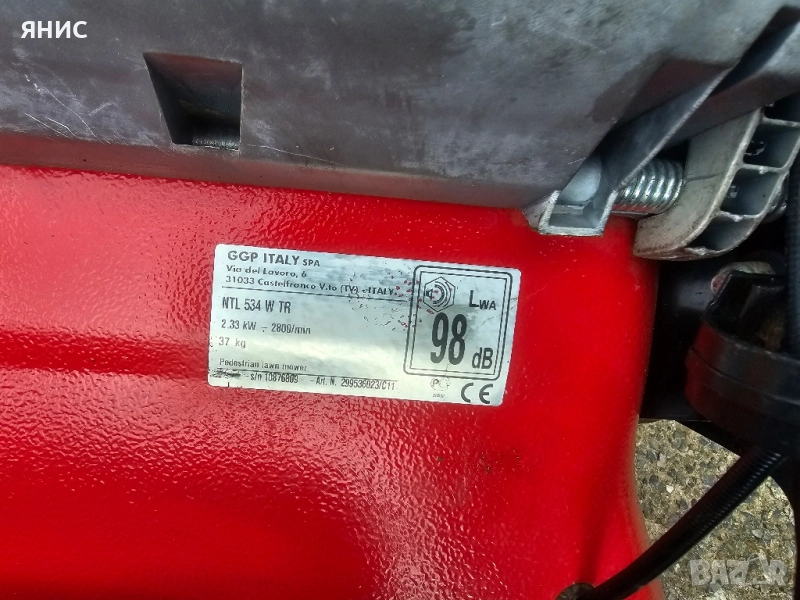 ЯНИС
GGP ITALY SPA
Via del Lavoro, 6
31033 Castelfranco V.to (TV) - ITALY
NTL 534 W TR
2.33 kW - 2800/min
37 kg
Pedestrian lawn mower
s/n 10876809 - Art. N. 299536023/C11
LWA
98 dB
CE
BAZAR